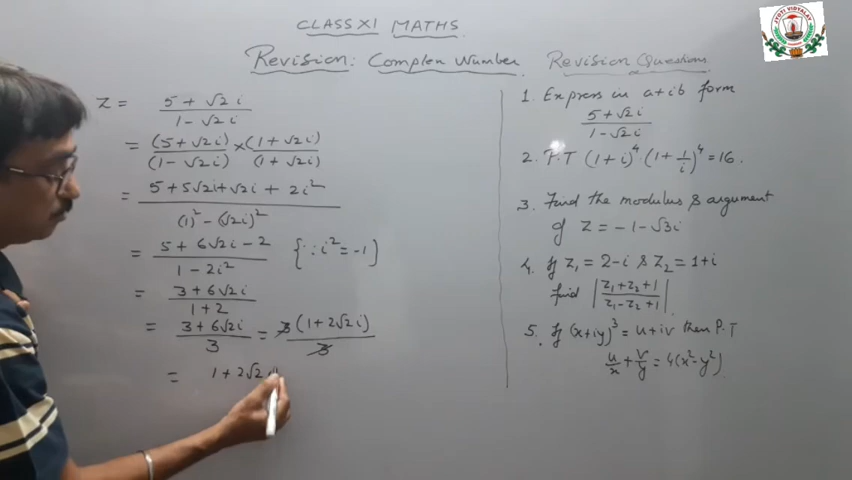 CLASS XI MATHS
Revision: Complex Number Revision Questions
Z = 5 + √2 i / 1 - √2 i
= (5 + √2 i) / (1 - √2 i) × (1 + √2 i) / (1 + √2 i)
= 5 + 5√2 i + √2 i + 2i² / (1)² - (√2 i)²
= 5 + 6√2 i - 2 / 1 - 2i² {∵ i² = -1}
= 3 + 6√2 i / 1 + 2
= 3 + 6√2 i / 3 = 3(1 + 2√2 i) / 3
= 1 + 2√2
1. Express in a+ib form
5 + √2 i / 1 - √2 i
2. P.T (1+i)⁴ · (1 + 1/i)⁴ = 16.
3. Find the modulus & argument
of Z = -1 - √3 i
4. If Z₁ = 2 - i & Z₂ = 1 + i
find |Z₁ + Z₂ + 1 / Z₁ - Z₂ + 1|.
5. If (x+iy)³ = u + iv then P.T
u/x + v/y = 4(x² - y²)
JYOTI VIDYALAY